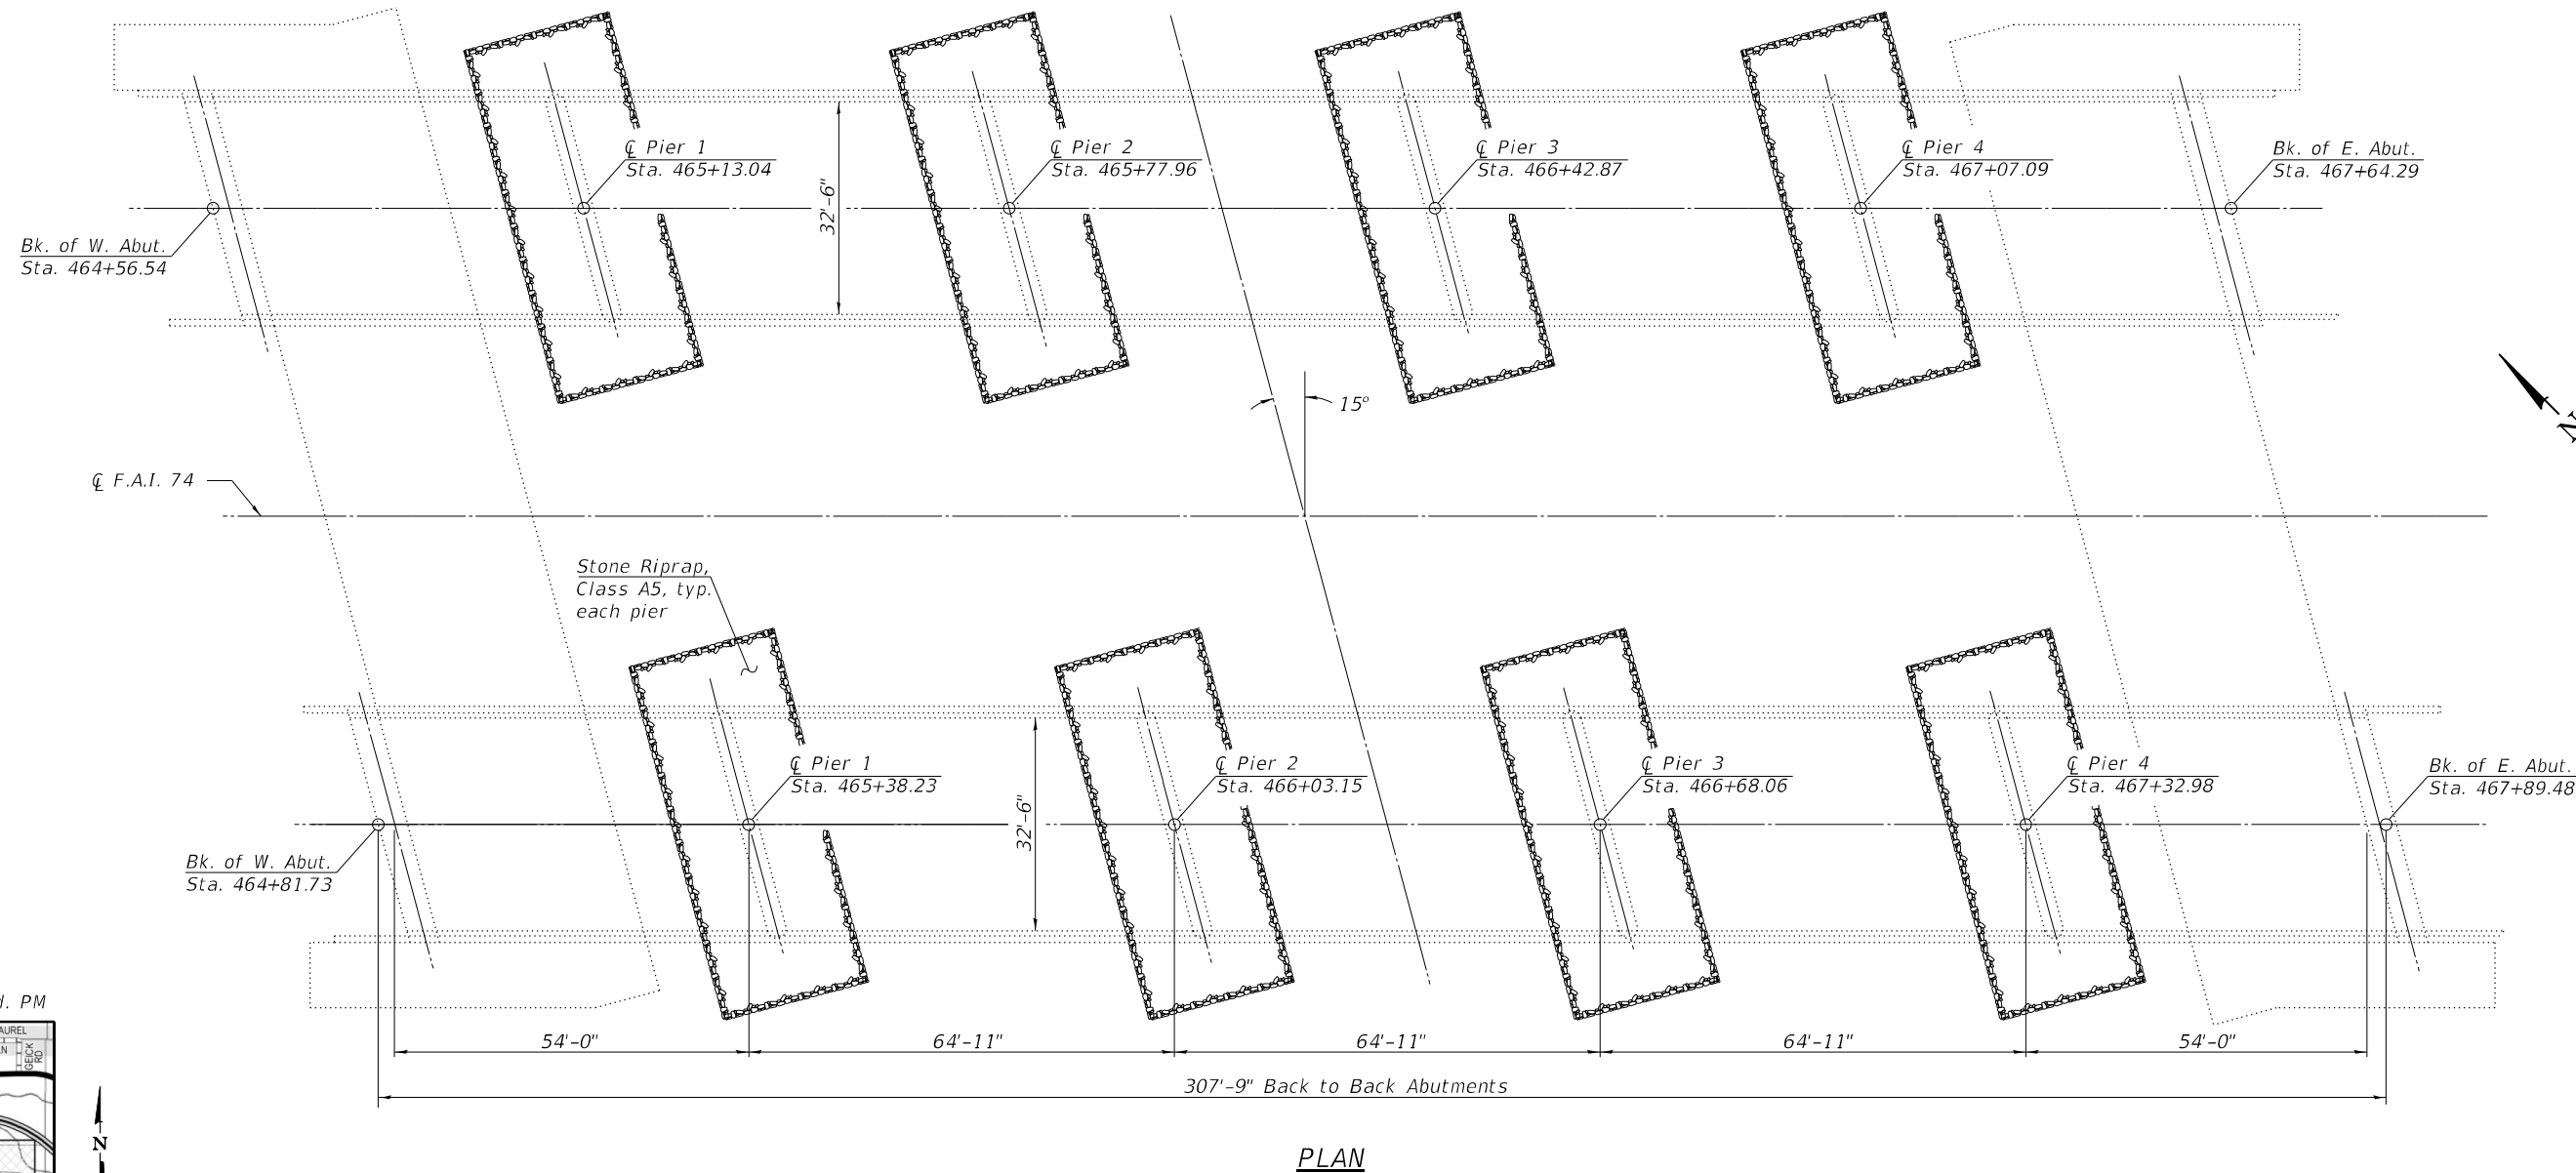 ℄ Pier 1
Sta. 465+13.04
℄ Pier 2
Sta. 465+77.96
℄ Pier 3
Sta. 466+42.87
℄ Pier 4
Sta. 467+07.09
Bk. of E. Abut.
Sta. 467+64.29
32'-6"
Bk. of W. Abut.
Sta. 464+56.54
15°
N
℄ F.A.I. 74
Stone Riprap,
Class A5, typ.
each pier
℄ Pier 1
Sta. 465+38.23
℄ Pier 2
Sta. 466+03.15
℄ Pier 3
Sta. 466+68.06
℄ Pier 4
Sta. 467+32.98
Bk. of E. Abut.
Sta. 467+89.48
32'-6"
Bk. of W. Abut.
Sta. 464+81.73
PM
GEICK
RD
N
54'-0"
64'-11"
64'-11"
64'-11"
54'-0"
307'-9" Back to Back Abutments
PLAN